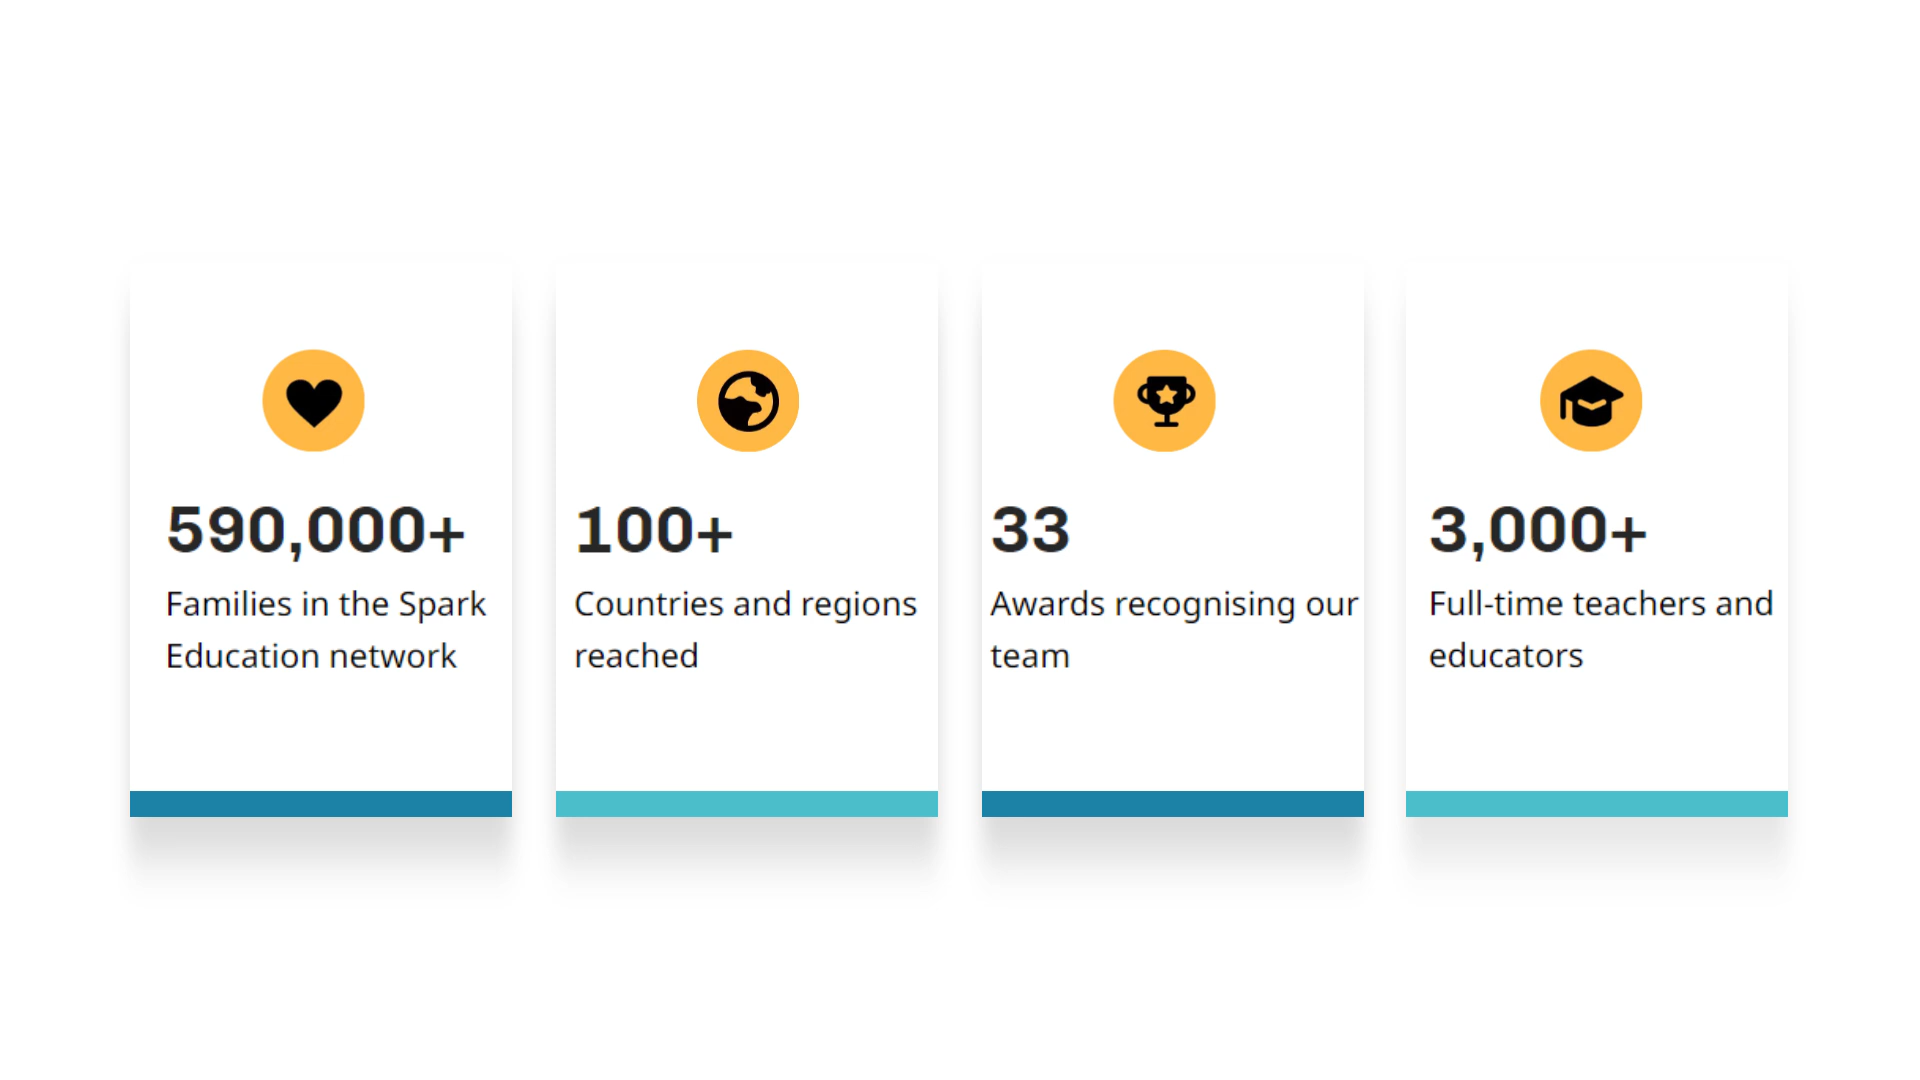 590,000+
Families in the Spark
Education network
100+
Countries and regions
reached
33
Awards recognising our
team
3,000+
Full-time teachers and
educators